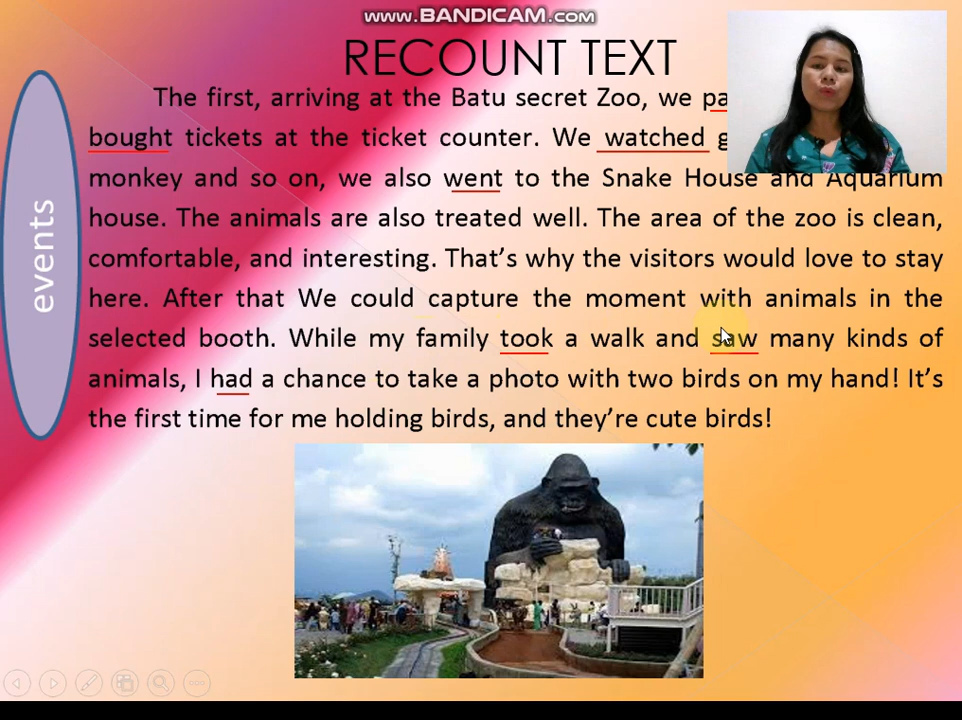 www.BANDICAM.com
RECOUNT TEXT
events
The first, arriving at the Batu secret Zoo, we
bought tickets at the ticket counter. We watched
monkey and so on, we also went to the Snake House and Aquarium
house. The animals are also treated well. The area of the zoo is clean,
comfortable, and interesting. That's why the visitors would love to stay
here. After that We could capture the moment with animals in the
selected booth. While my family took a walk and saw many kinds of
animals, I had a chance to take a photo with two birds on my hand! It's
the first time for me holding birds, and they're cute birds!